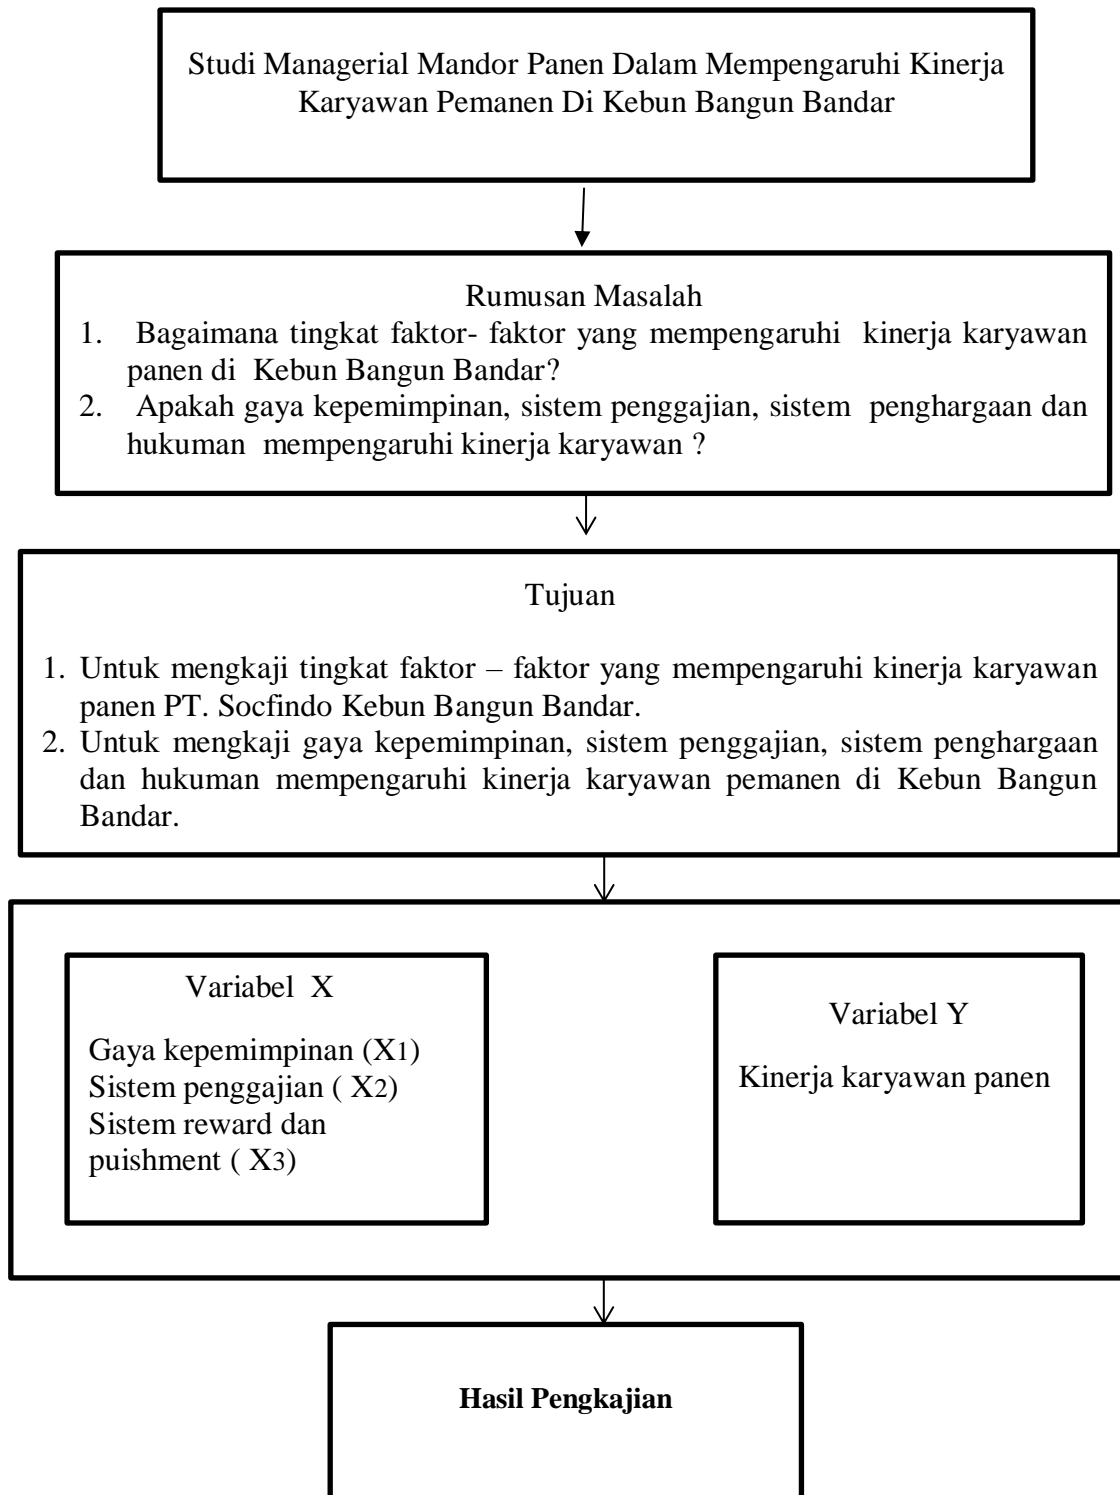 Studi Managerial Mandor Panen Dalam Mempengaruhi Kinerja
Karyawan Pemanen Di Kebun Bangun Bandar
Rumusan Masalah
1. Bagaimana tingkat faktor- faktor yang mempengaruhi kinerja karyawan
panen di Kebun Bangun Bandar?
2. Apakah gaya kepemimpinan, sistem penggajian, sistem penghargaan dan
hukuman mempengaruhi kinerja karyawan ?
Tujuan
1. Untuk mengkaji tingkat faktor – faktor yang mempengaruhi kinerja karyawan
panen PT. Socfindo Kebun Bangun Bandar.
2. Untuk mengkaji gaya kepemimpinan, sistem penggajian, sistem penghargaan
dan hukuman mempengaruhi kinerja karyawan pemanen di Kebun Bangun
Bandar.
Variabel X
Gaya kepemimpinan (X1)
Sistem penggajian ( X2)
Sistem reward dan
puishment ( X3)
Variabel Y
Kinerja karyawan panen
Hasil Pengkajian